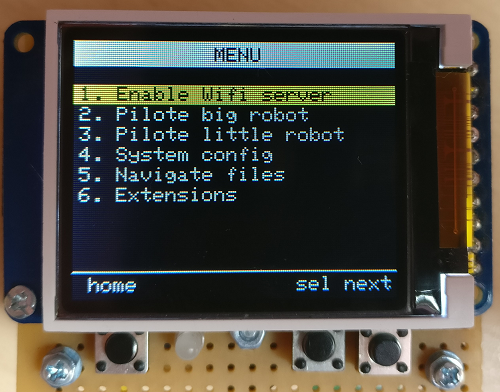 MENU
1. Enable Wifi server
2. Pilote big robot
3. Pilote little robot
4. System config
5. Navigate files
6. Extensions
home sel next